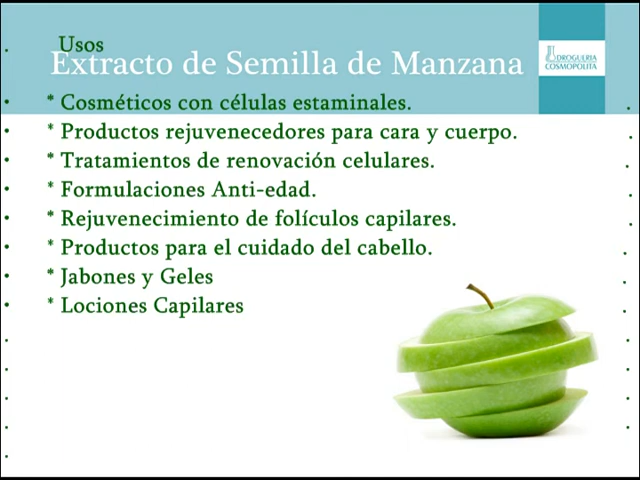 Usos
Extracto de Semilla de Manzana
DROGUERIA
COSMOPOLITA
* Cosméticos con células estaminales.
* Productos rejuvenecedores para cara y cuerpo.
* Tratamientos de renovación celulares.
* Formulaciones Anti-edad.
* Rejuvenecimiento de folículos capilares.
* Productos para el cuidado del cabello.
* Jabones y Geles
* Lociones Capilares